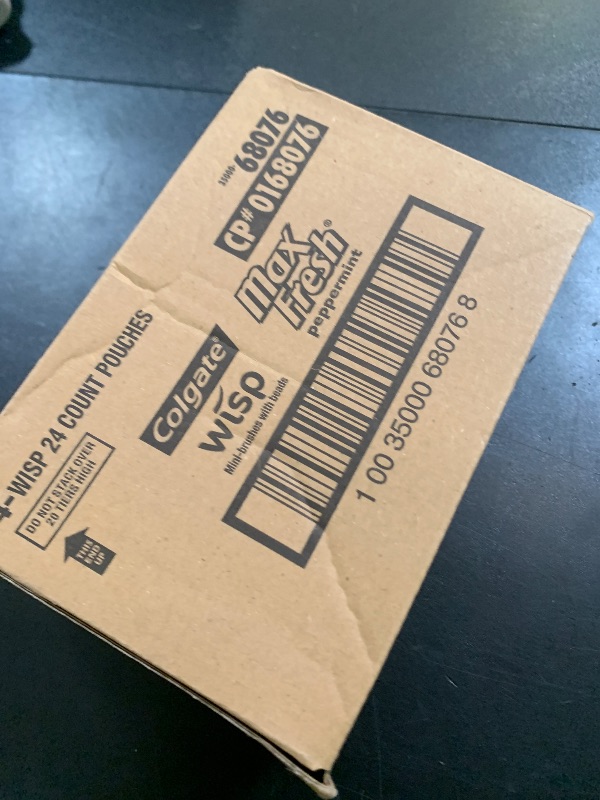 35000-68076
CP# 0168076
4-WISP 24 COUNT POUCHES
DO NOT STACK OVER
20 TIERS HIGH
THIS
END
UP
Colgate®
wisp
Mini-brushes with beads
Max
Fresh®
peppermint
1 00 35000 68076 8